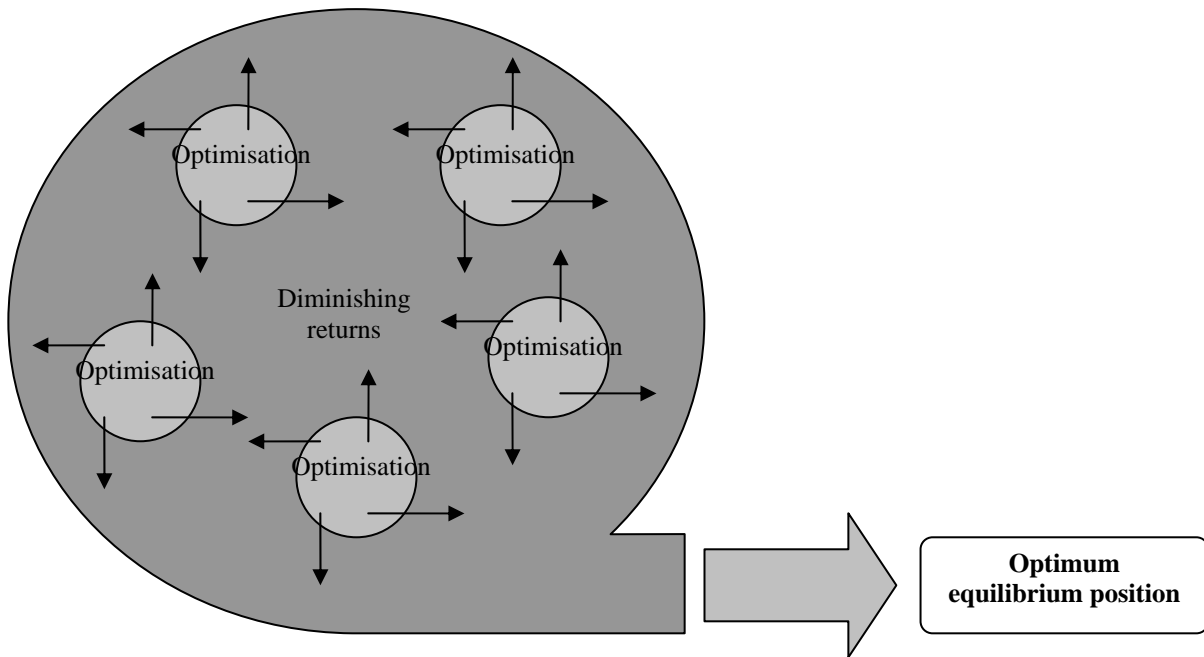 Optimisation
Optimisation
Diminishing
returns
Optimisation
Optimisation
Optimisation
Optimum
equilibrium position